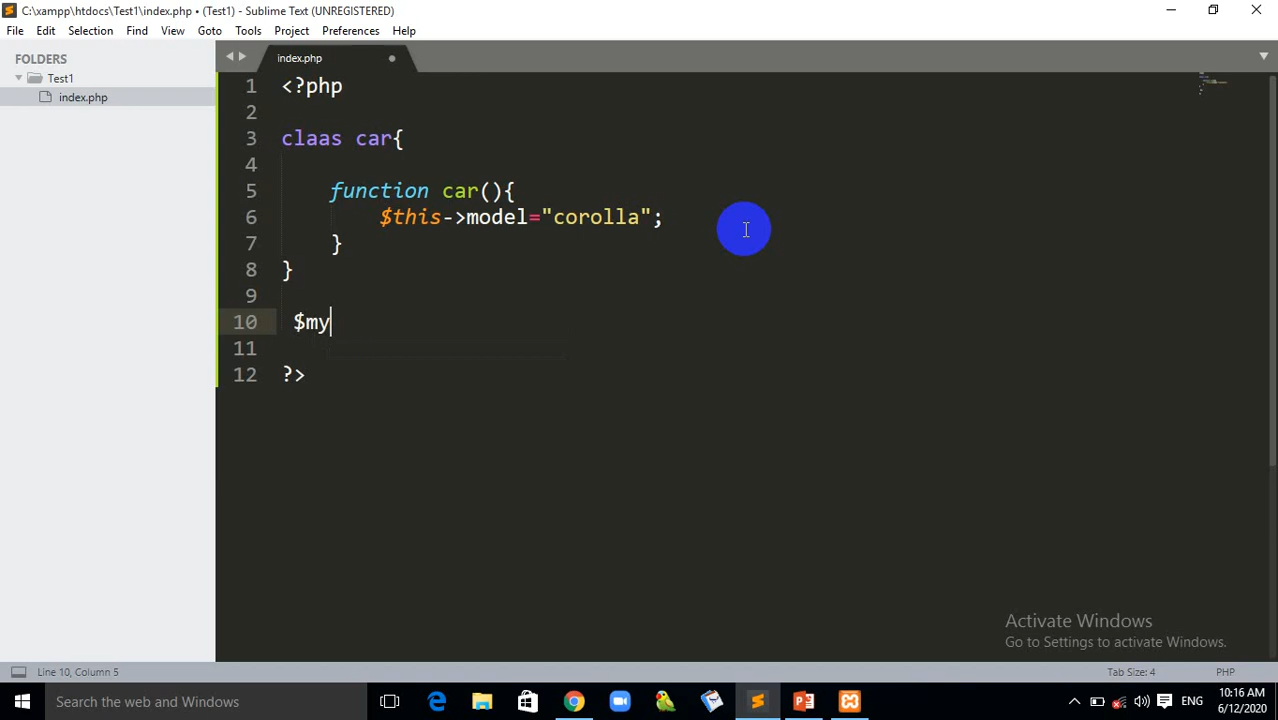 C:\xampp\htdocs\Test1\index.php • (Test1) - Sublime Text (UNREGISTERED)
File Edit Selection Find View Goto Tools Project Preferences Help
FOLDERS
Test1
index.php
index.php
1 <?php
2
3 claas car{
4
5 function car(){
6 $this->model="corolla";
7 }
8 }
9
10 $my
11
12 ?>
Activate Windows
Go to Settings to activate Windows.
Line 10, Column 5
Tab Size: 4
PHP
Search the web and Windows
ENG
10:16 AM
6/12/2020